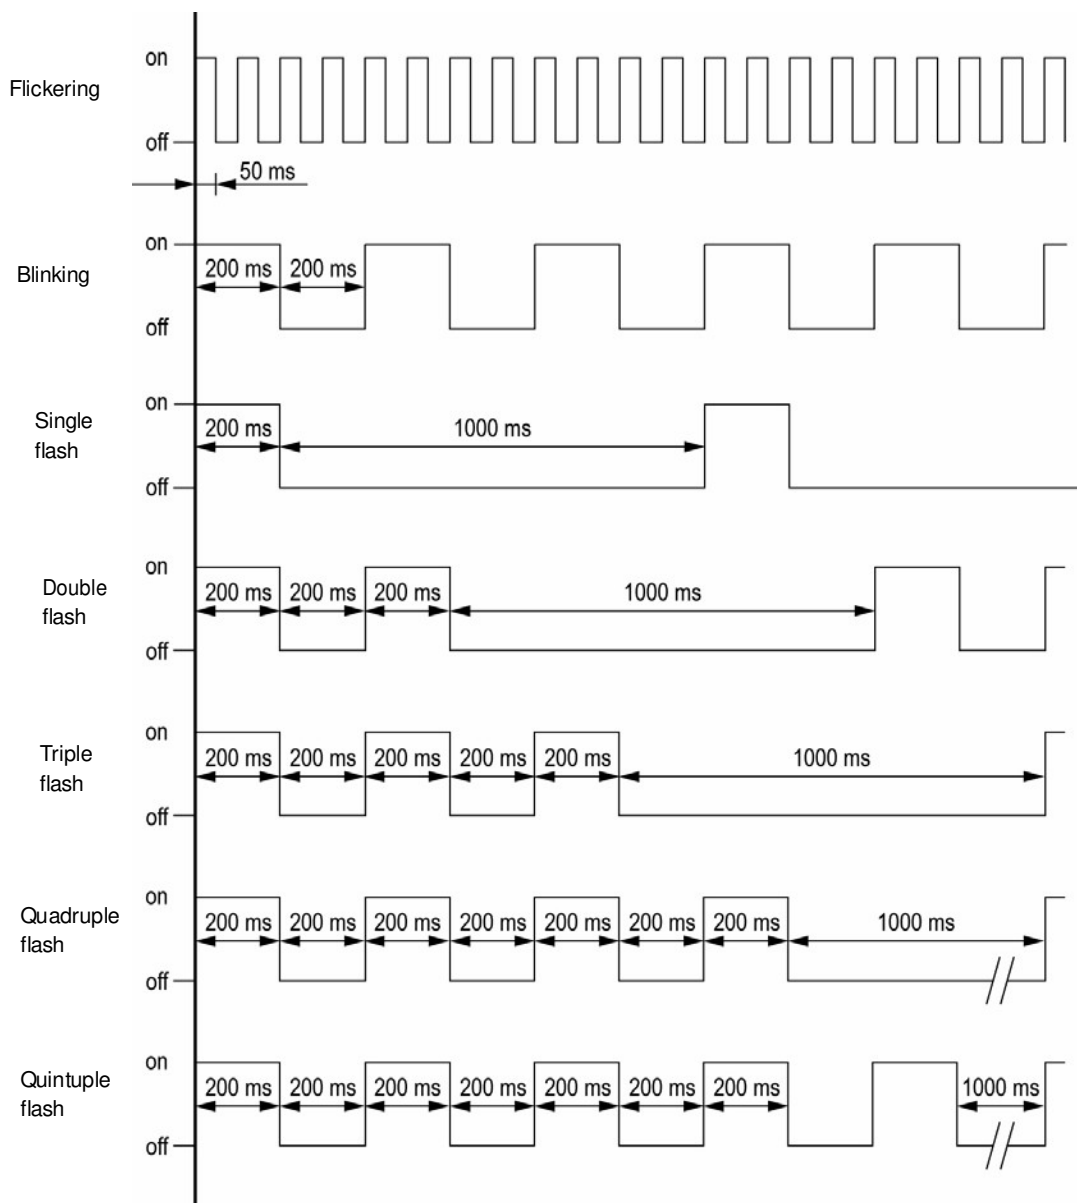 on
Flickering
off
50 ms
on
Blinking
200 ms 200 ms
off
on
Single
flash
200 ms 1000 ms
off
on
Double
flash
200 ms 200 ms 200 ms 1000 ms
off
on
Triple
flash
200 ms 200 ms 200 ms 200 ms 200 ms 1000 ms
off
on
Quadruple
flash
200 ms 200 ms 200 ms 200 ms 200 ms 200 ms 200 ms 1000 ms
off
on
Quintuple
flash
200 ms 200 ms 200 ms 200 ms 200 ms 200 ms 200 ms 1000 ms
off